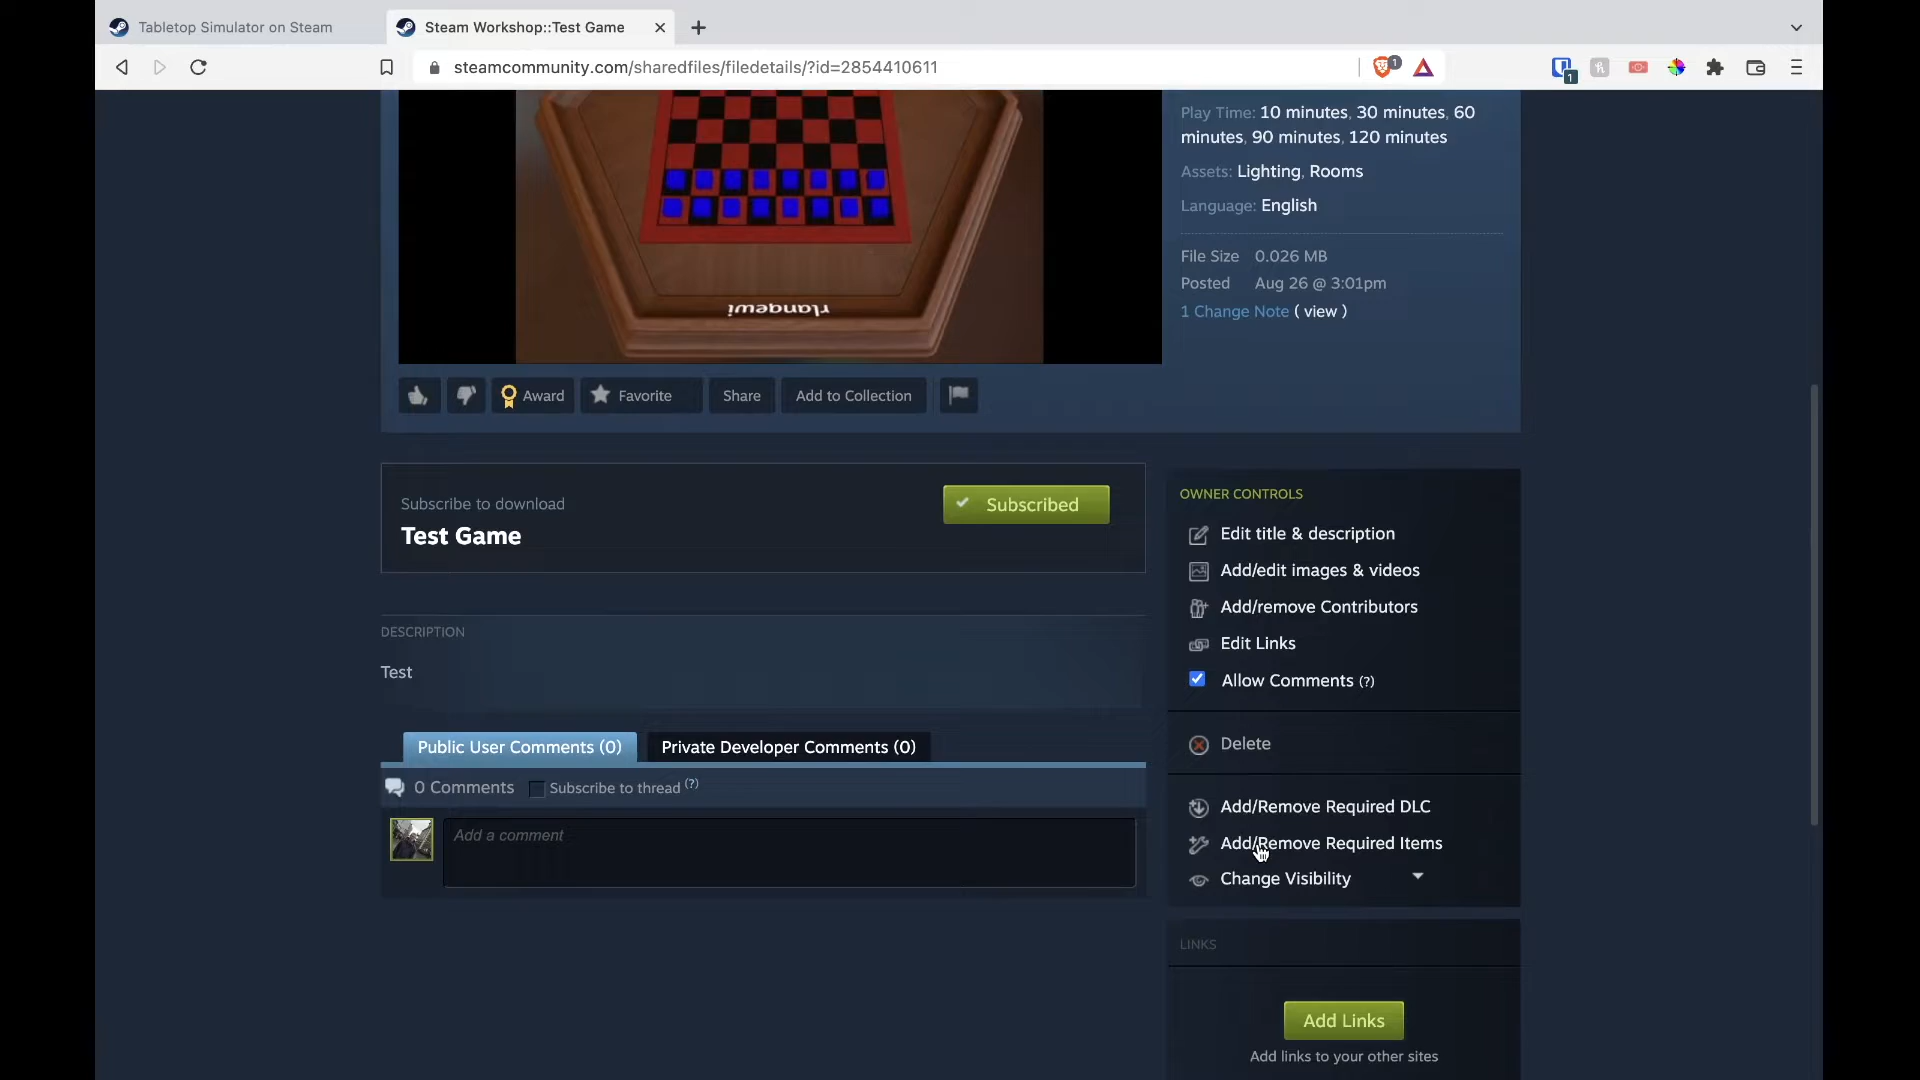 Tabletop Simulator on Steam
Steam Workshop::Test Game
steamcommunity.com/sharedfiles/filedetails/?id=2854410611
1
1
Play Time: 10 minutes, 30 minutes, 60
minutes, 90 minutes, 120 minutes
Assets: Lighting, Rooms
Language: English
File Size 0.026 MB
Posted Aug 26 @ 3:01pm
1 Change Note ( view )
Award
Favorite
Share
Add to Collection
Subscribe to download
Test Game
Subscribed
DESCRIPTION
Test
Public User Comments (0)
Private Developer Comments (0)
0 Comments
Subscribe to thread (?)
Add a comment
OWNER CONTROLS
Edit title & description
Add/edit images & videos
Add/remove Contributors
Edit Links
Allow Comments (?)
Delete
Add/Remove Required DLC
Add/Remove Required Items
Change Visibility
LINKS
Add Links
Add links to your other sites